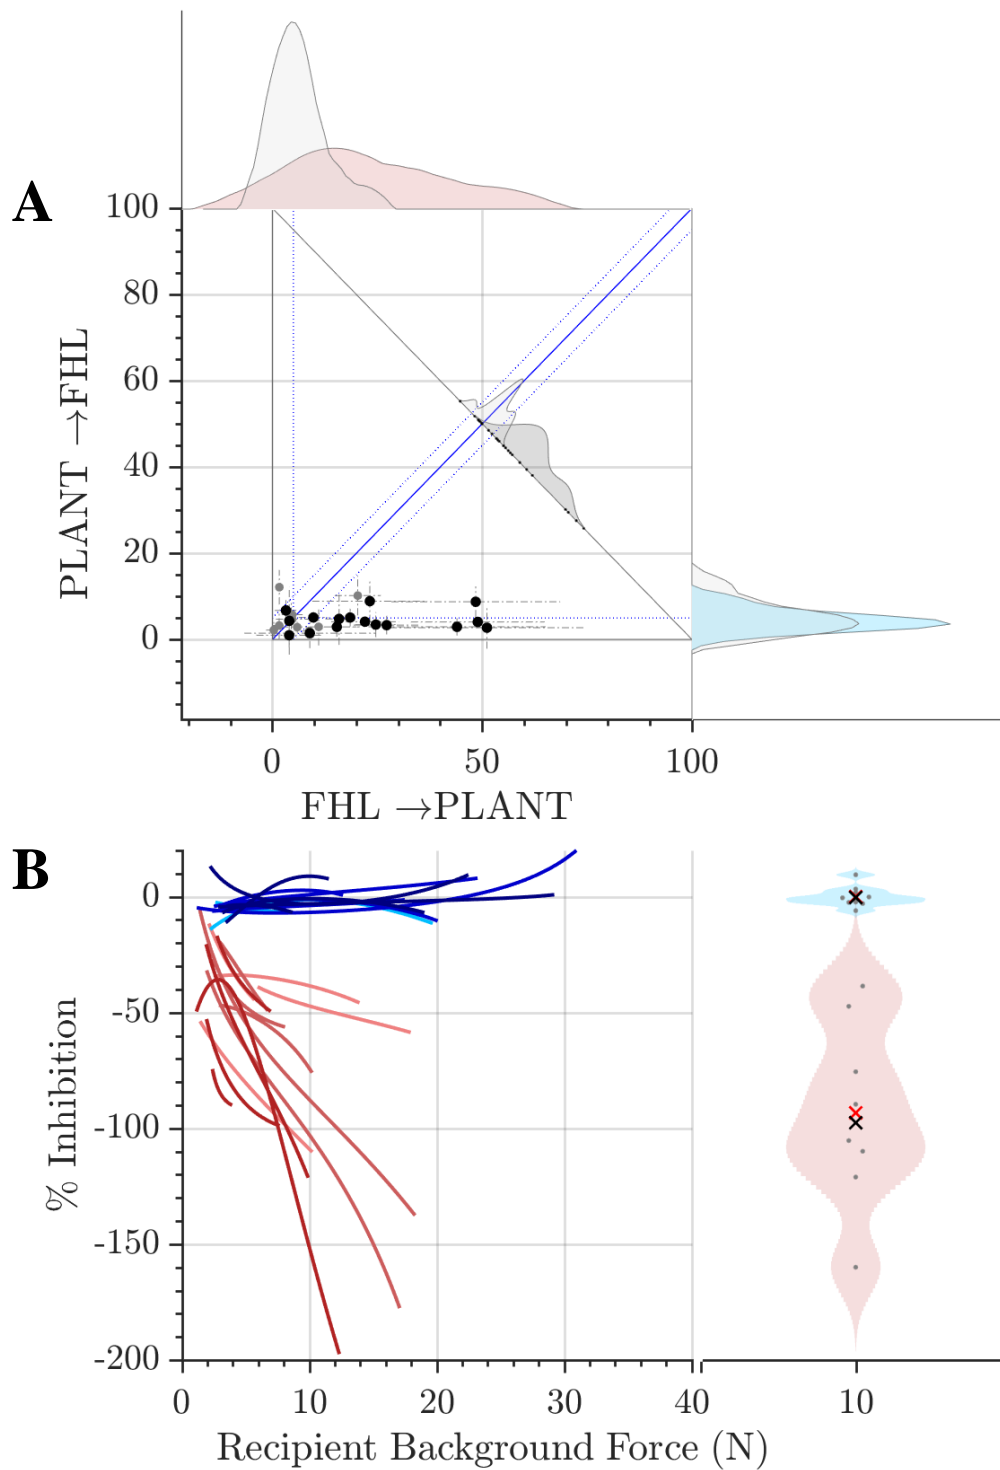 A
100
80
60
40
20
0
PLANT →FHL
0 50 100
FHL →PLANT
B
0
-50
-100
-150
-200
% Inhibition
0 10 20 30 40 10
Recipient Background Force (N)